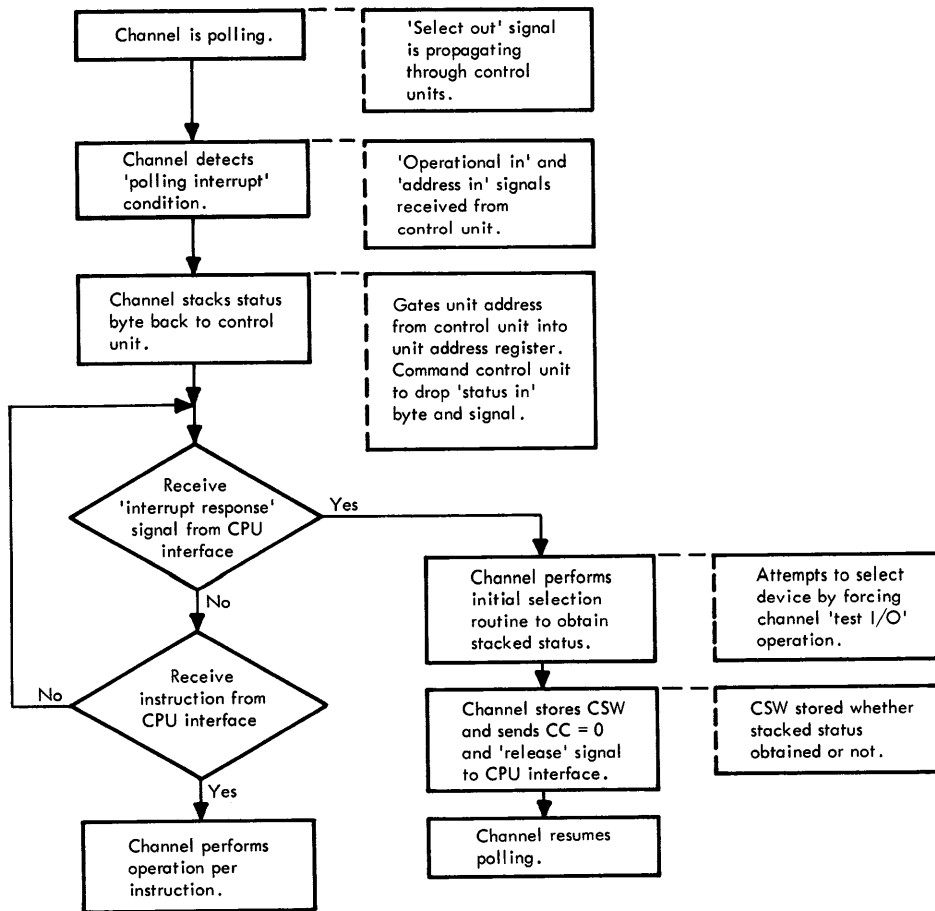 Channel is polling.
'Select out' signal
is propagating
through control
units.
Channel detects
'polling interrupt'
condition.
'Operational in' and
'address in' signals
received from
control unit.
Channel stacks status
byte back to control
unit.
Gates unit address
from control unit into
unit address register.
Command control unit
to drop 'status in'
byte and signal.
Receive
'interrupt response'
signal from CPU
interface
Yes
No
Channel performs
initial selection
routine to obtain
stacked status.
Attempts to select
device by forcing
channel 'test I/O'
operation.
Receive
instruction from
CPU interface
No
Yes
Channel stores CSW
and sends CC = 0
and 'release' signal
to CPU interface.
CSW stored whether
stacked status
obtained or not.
Channel performs
operation per
instruction.
Channel resumes
polling.